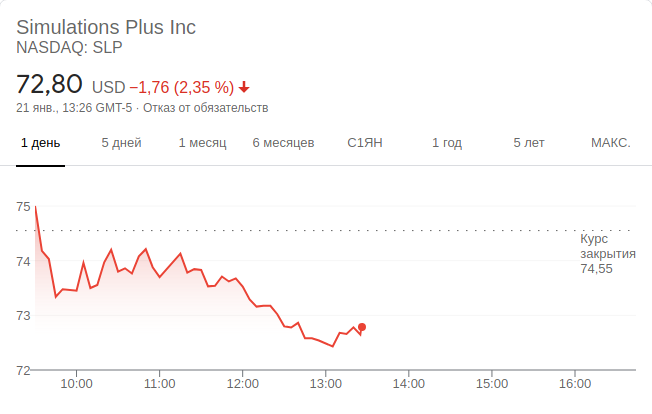 Simulations Plus Inc
NASDAQ: SLP
72,80 USD −1,76 (2,35 %)
21 янв., 13:26 GMT-5 · Отказ от обязательств
1 день 5 дней 1 месяц 6 месяцев С1ЯН 1 год 5 лет МАКС.
75
74
73
72
Курс
закрытия
74,55
10:00 11:00 12:00 13:00 14:00 15:00 16:00